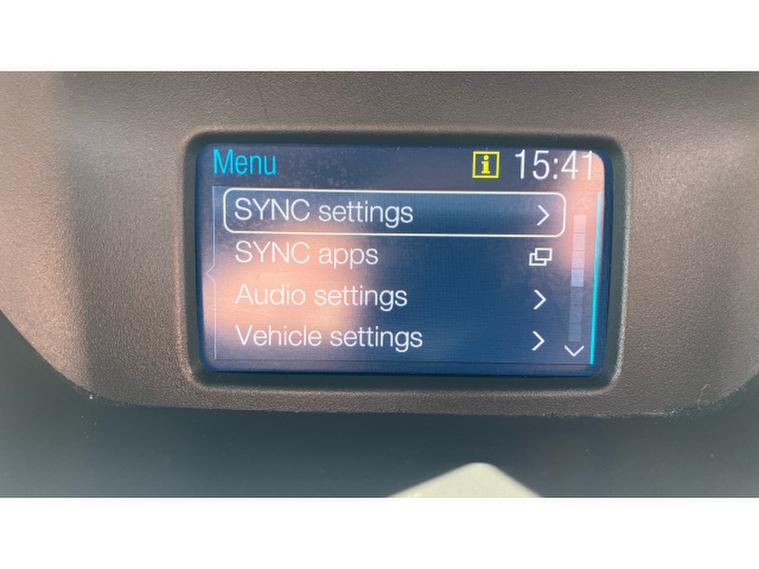 Menu i 15:41
SYNC settings
SYNC apps
Audio settings
Vehicle settings